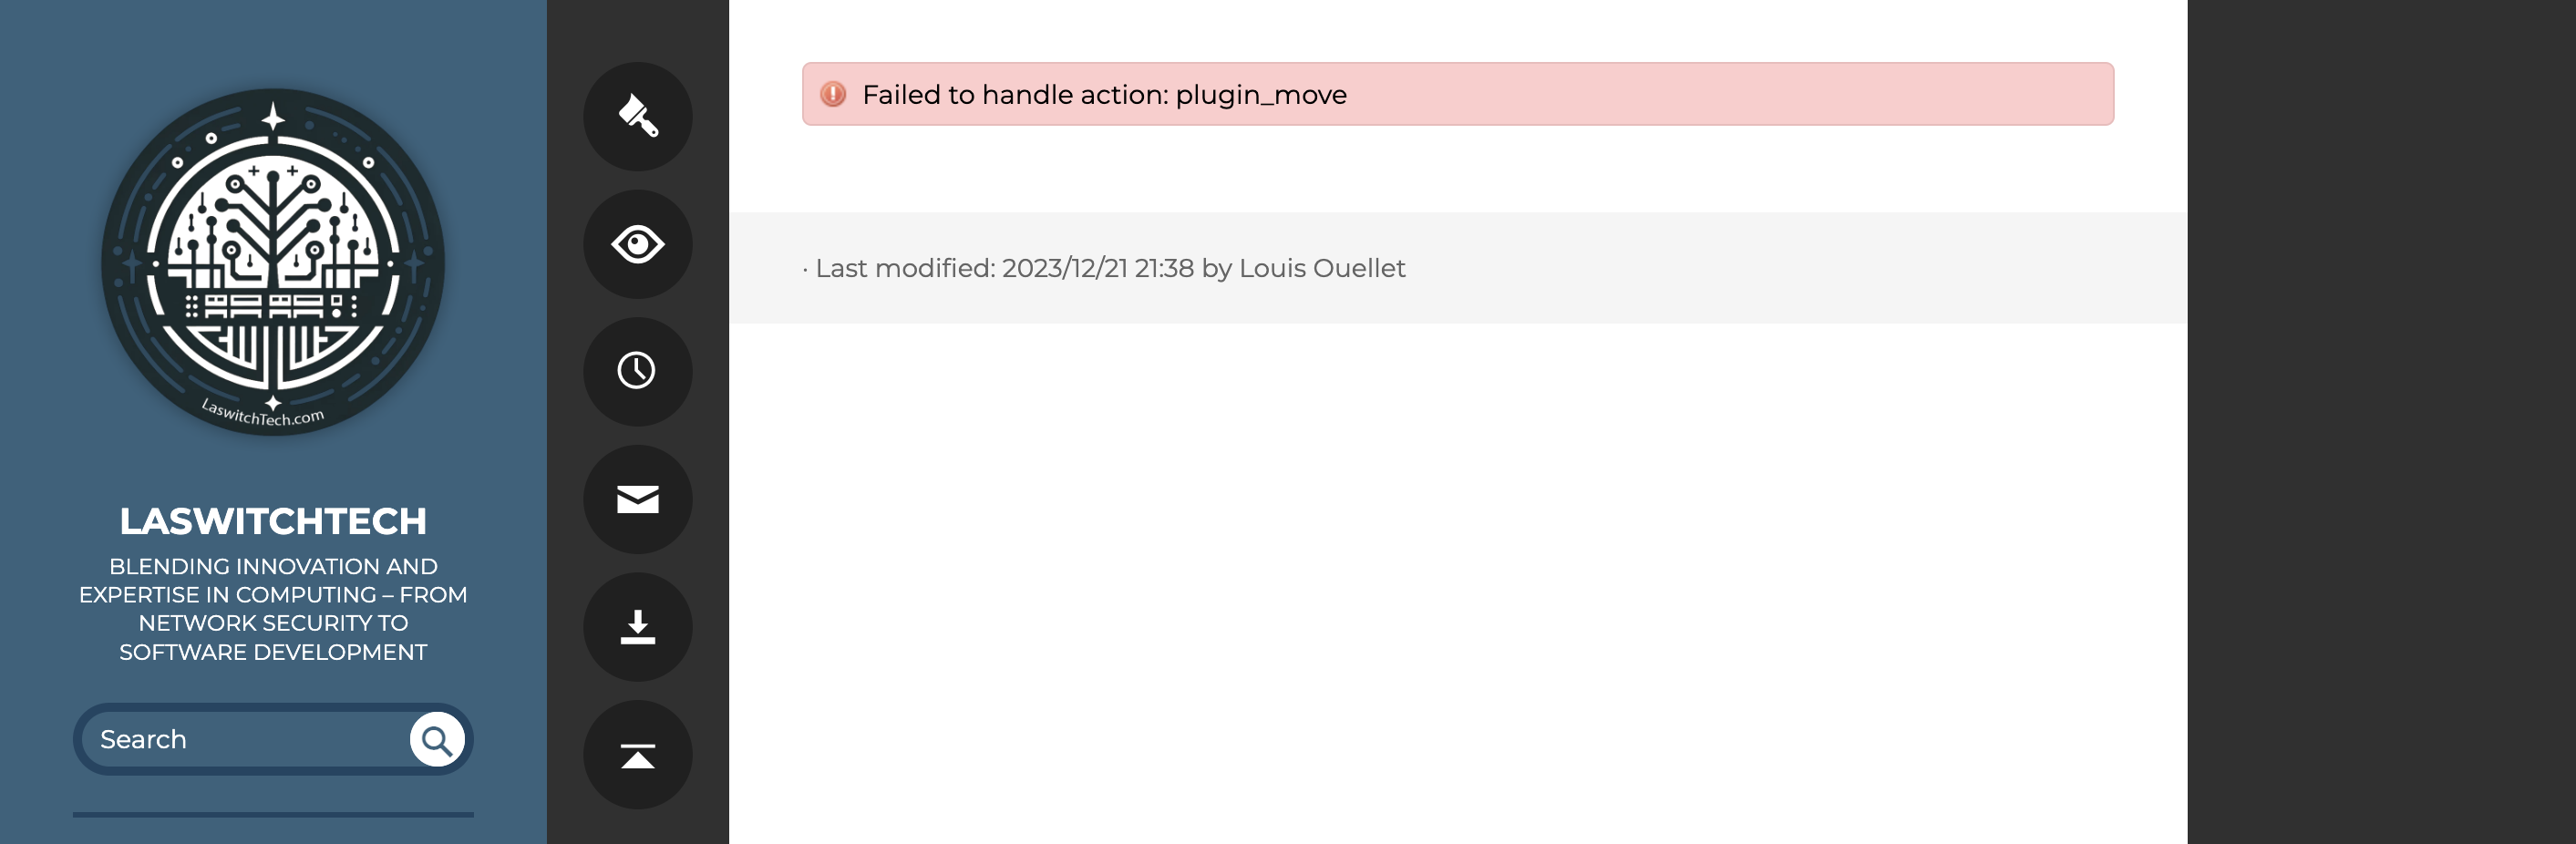 LaswitchTech.com
LASWITCHTECH
BLENDING INNOVATION AND
EXPERTISE IN COMPUTING – FROM
NETWORK SECURITY TO
SOFTWARE DEVELOPMENT
Search
Failed to handle action: plugin_move
· Last modified: 2023/12/21 21:38 by Louis Ouellet